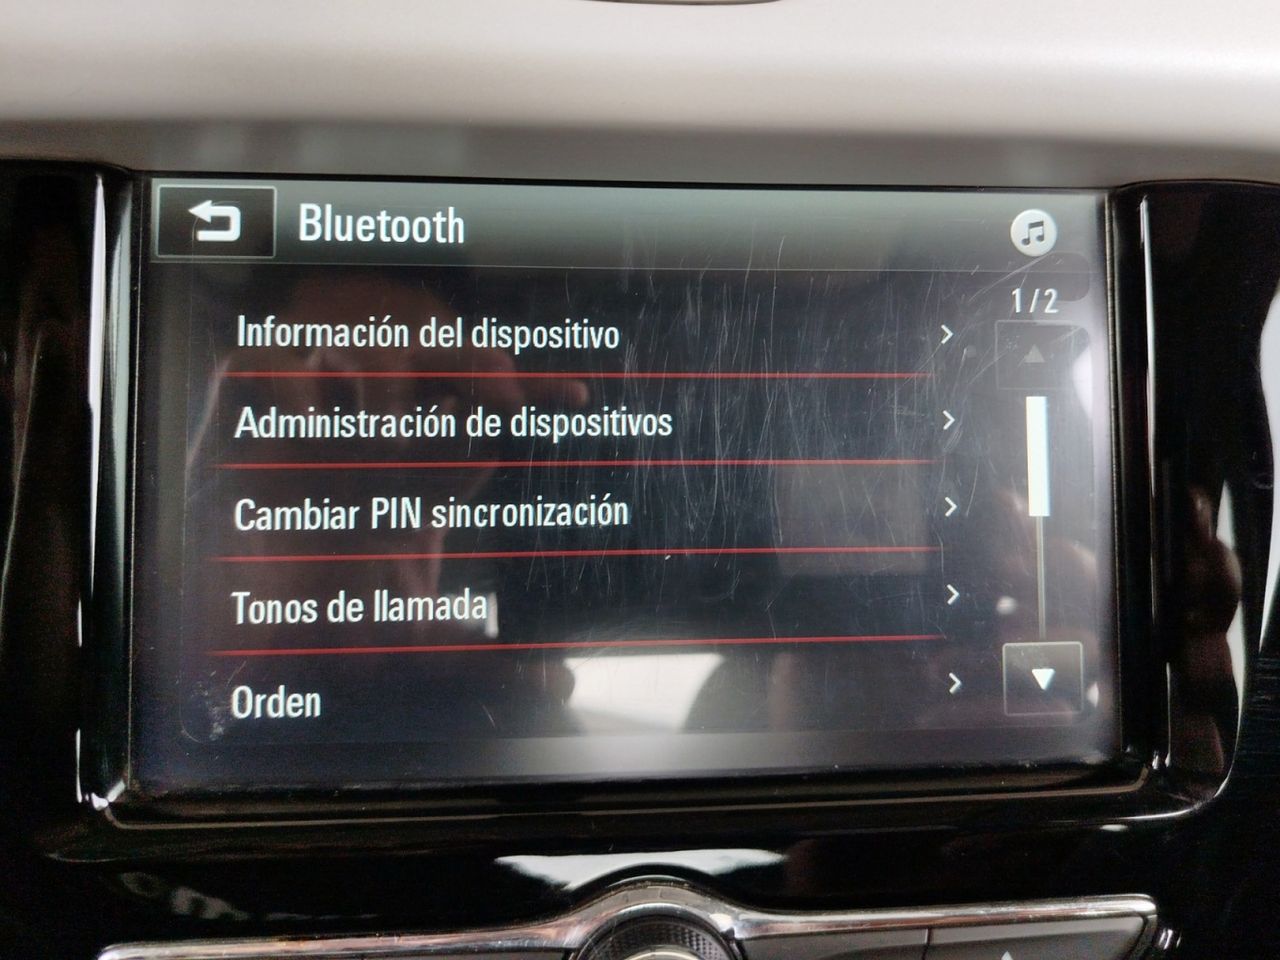 Bluetooth
1/2
Información del dispositivo
Administración de dispositivos
Cambiar PIN sincronización
Tonos de llamada
Orden